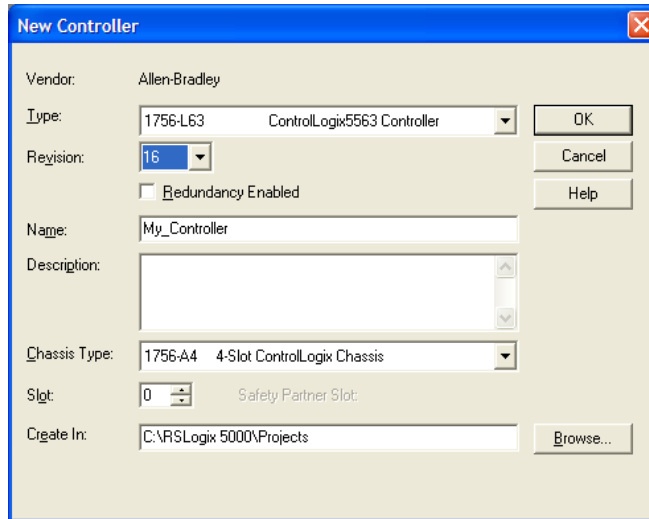 New Controller
Vendor: Allen-Bradley
Type: 1756-L63 ControlLogix5563 Controller OK
Revision: 16 Cancel
Redundancy Enabled Help
Name: My_Controller
Description:
Chassis Type: 1756-A4 4-Slot ControlLogix Chassis
Slot: 0 Safety Partner Slot:
Create In: C:\RSLogix 5000\Projects Browse...